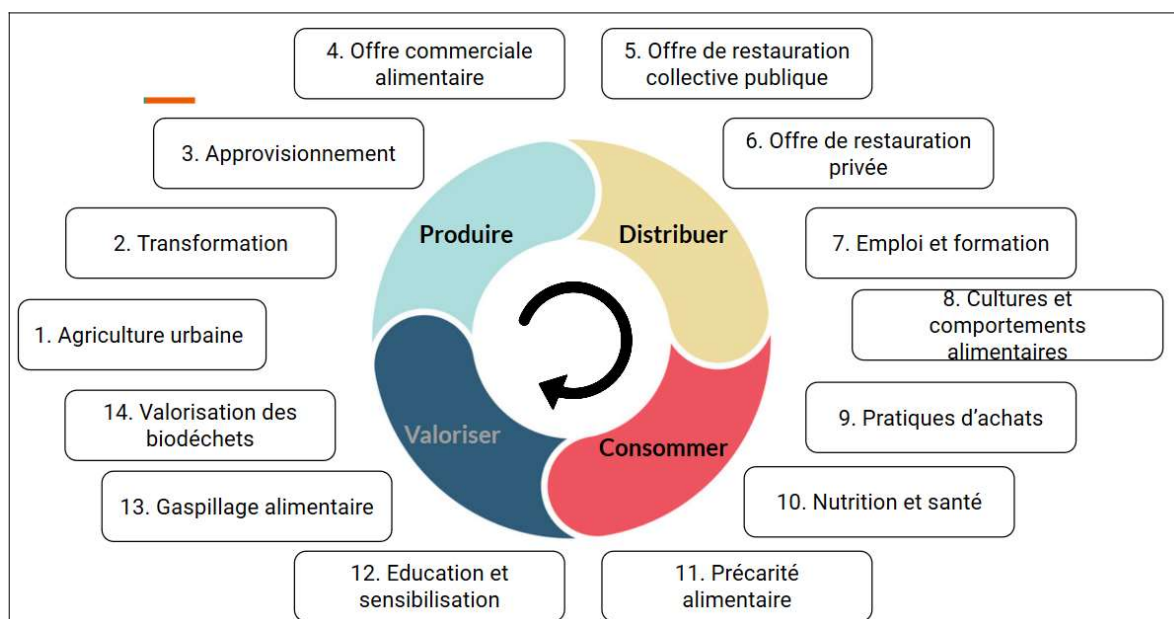 4. Offre commerciale
alimentaire
5. Offre de restauration
collective publique
3. Approvisionnement
6. Offre de restauration
privée
2. Transformation
Produire
Distribuer
7. Emploi et formation
1. Agriculture urbaine
8. Cultures et
comportements
alimentaires
14. Valorisation des
biodéchets
Valoriser
Consommer
9. Pratiques d’achats
13. Gaspillage alimentaire
10. Nutrition et santé
12. Education et
sensibilisation
11. Précarité
alimentaire